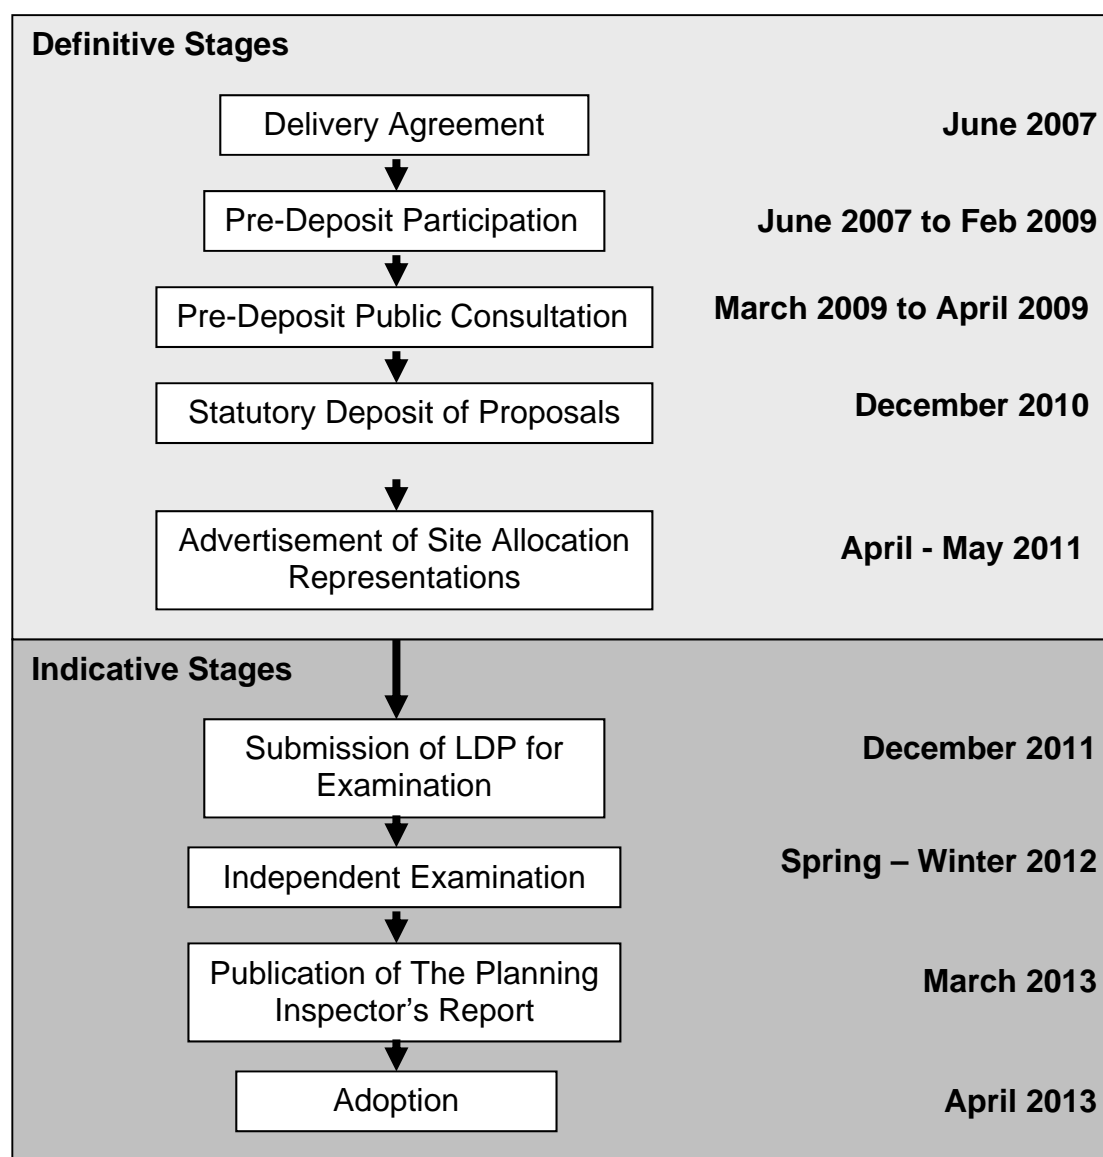 Definitive Stages
Delivery Agreement
June 2007
Pre-Deposit Participation
June 2007 to Feb 2009
Pre-Deposit Public Consultation
March 2009 to April 2009
Statutory Deposit of Proposals
December 2010
Advertisement of Site Allocation
Representations
April - May 2011
Indicative Stages
Submission of LDP for
Examination
December 2011
Independent Examination
Spring – Winter 2012
Publication of The Planning
Inspector’s Report
March 2013
Adoption
April 2013